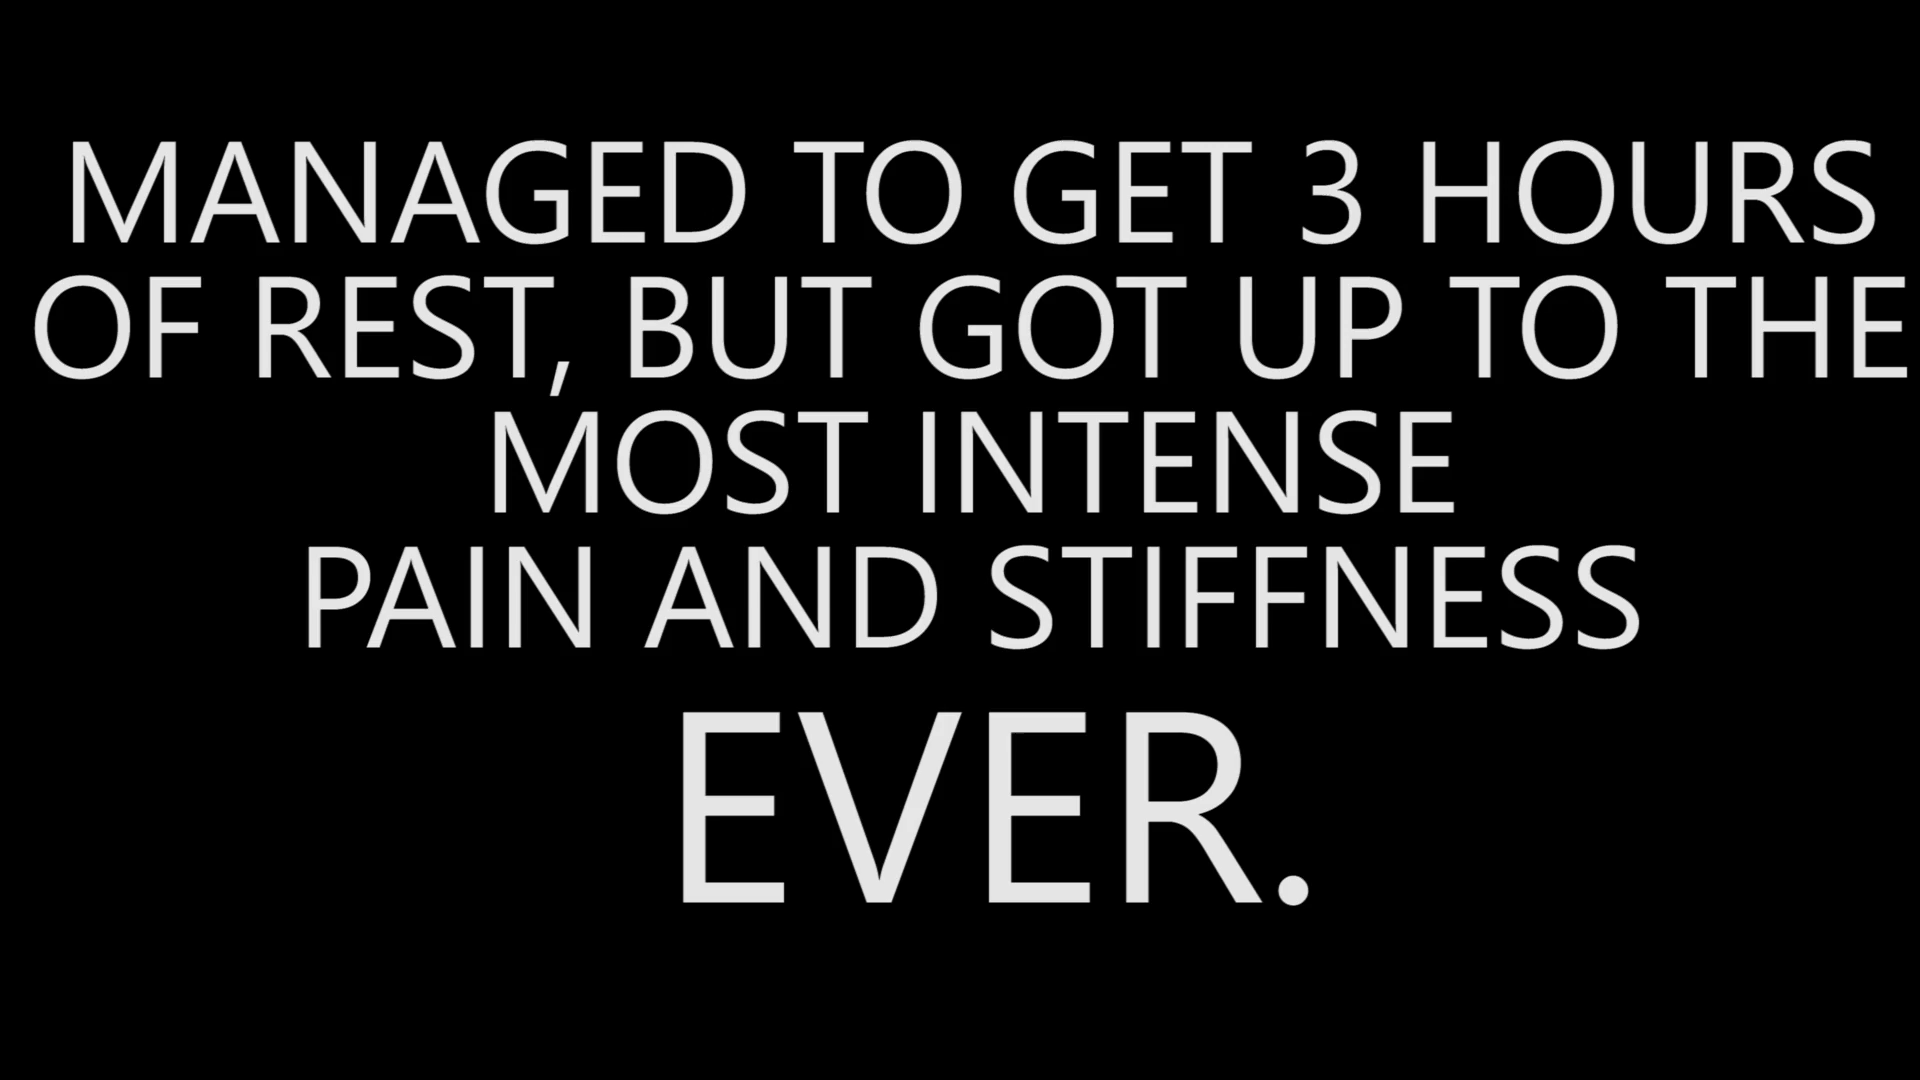 MANAGED TO GET 3 HOURS
OF REST, BUT GOT UP TO THE
MOST INTENSE
PAIN AND STIFFNESS
EVER.